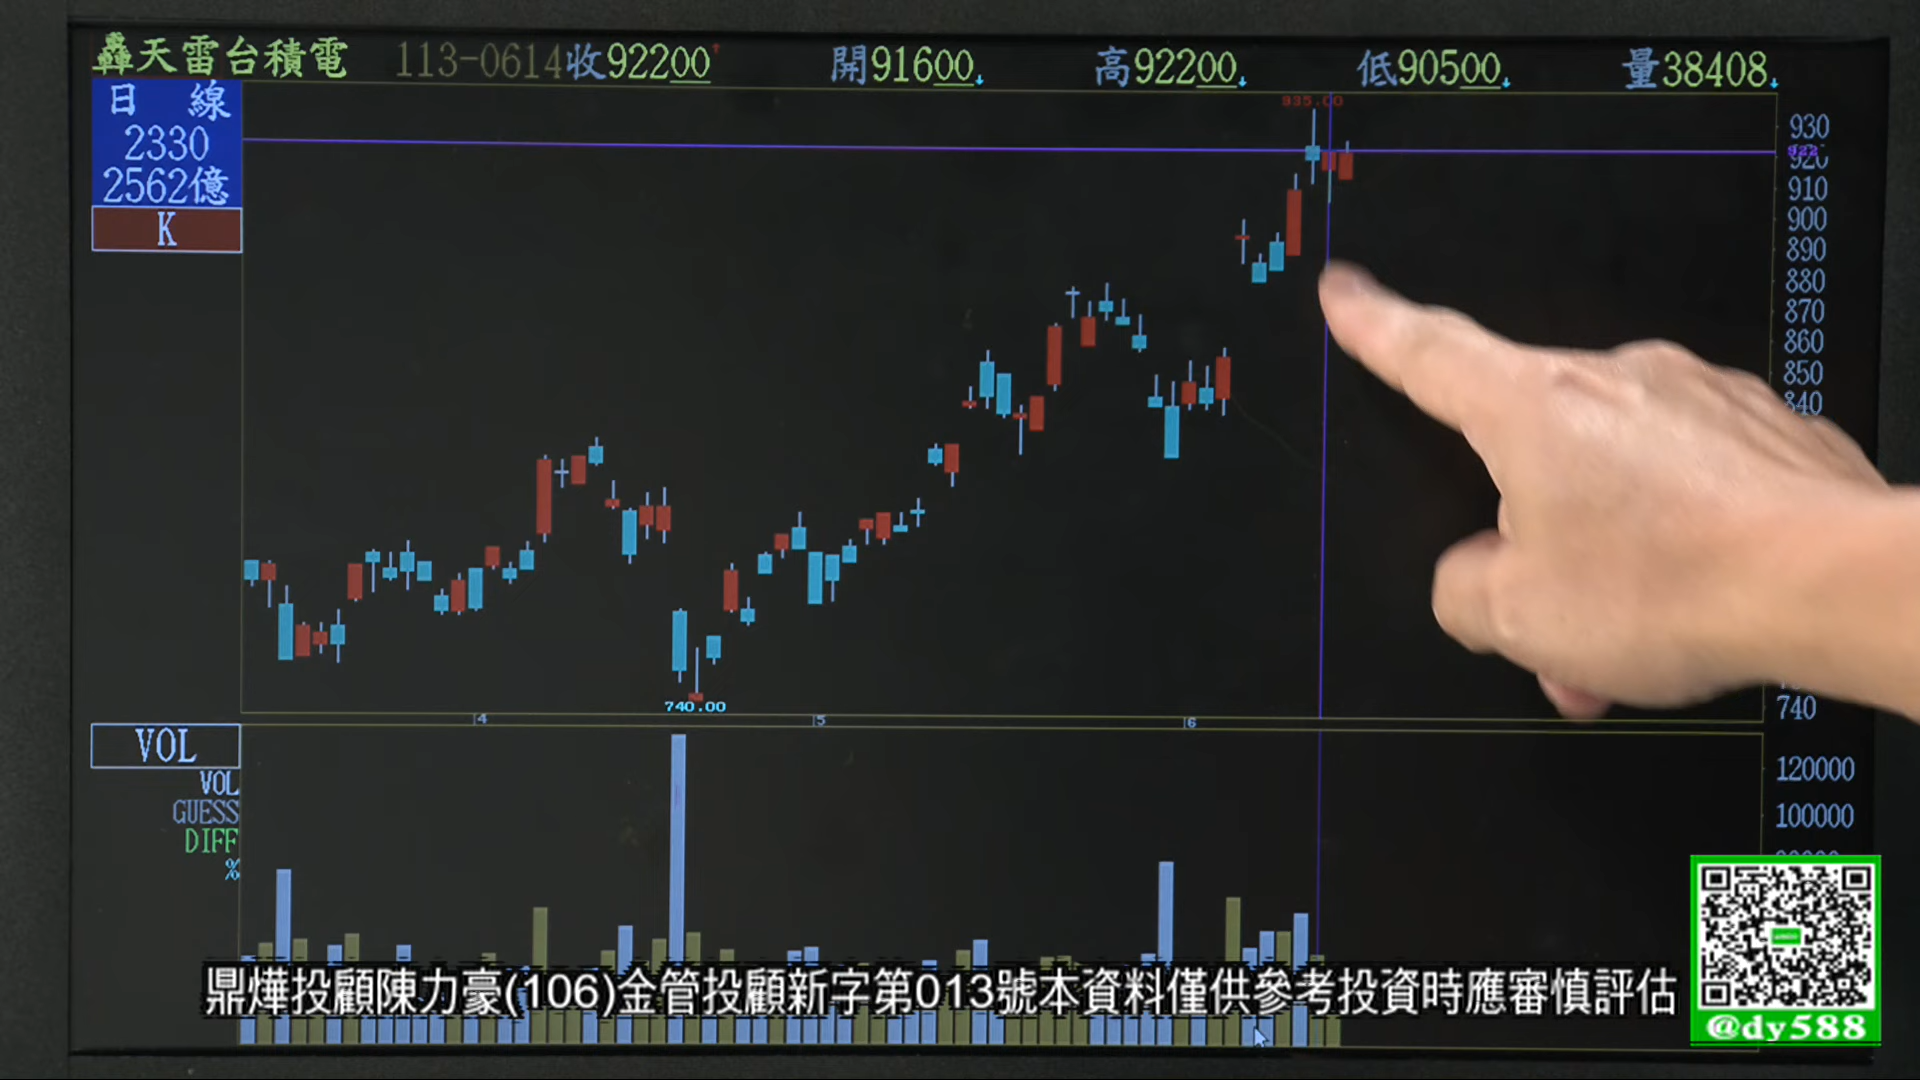 轟天雷台積電 113-0614收92200 開91600 高92200 低90500 量38408
日 線
2330
2562億
K
935.00
930
920
910
900
890
880
870
860
850
840
740.00
740
4 5 6
VOL
VOL
GUESS
DIFF
%
120000
100000
鼎燁投顧陳力豪(106)金管投顧新字第013號本資料僅供參考投資時應審慎評估
@dy588